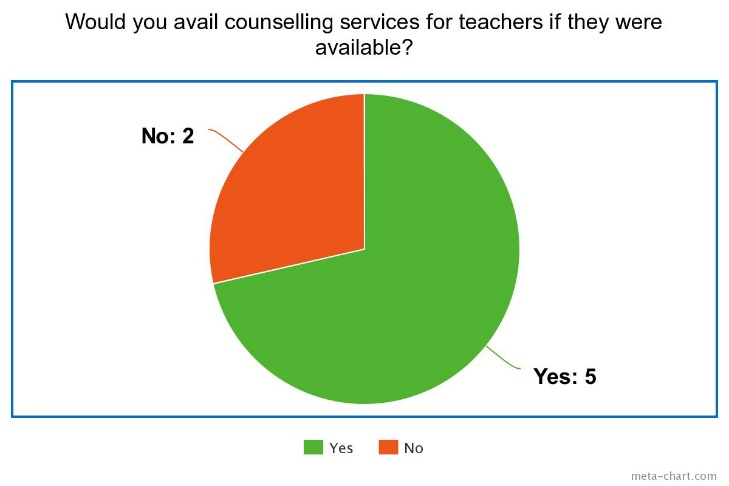 Would you avail counselling services for teachers if they were
available?
No: 2
Yes: 5
Yes
No
meta-chart.com